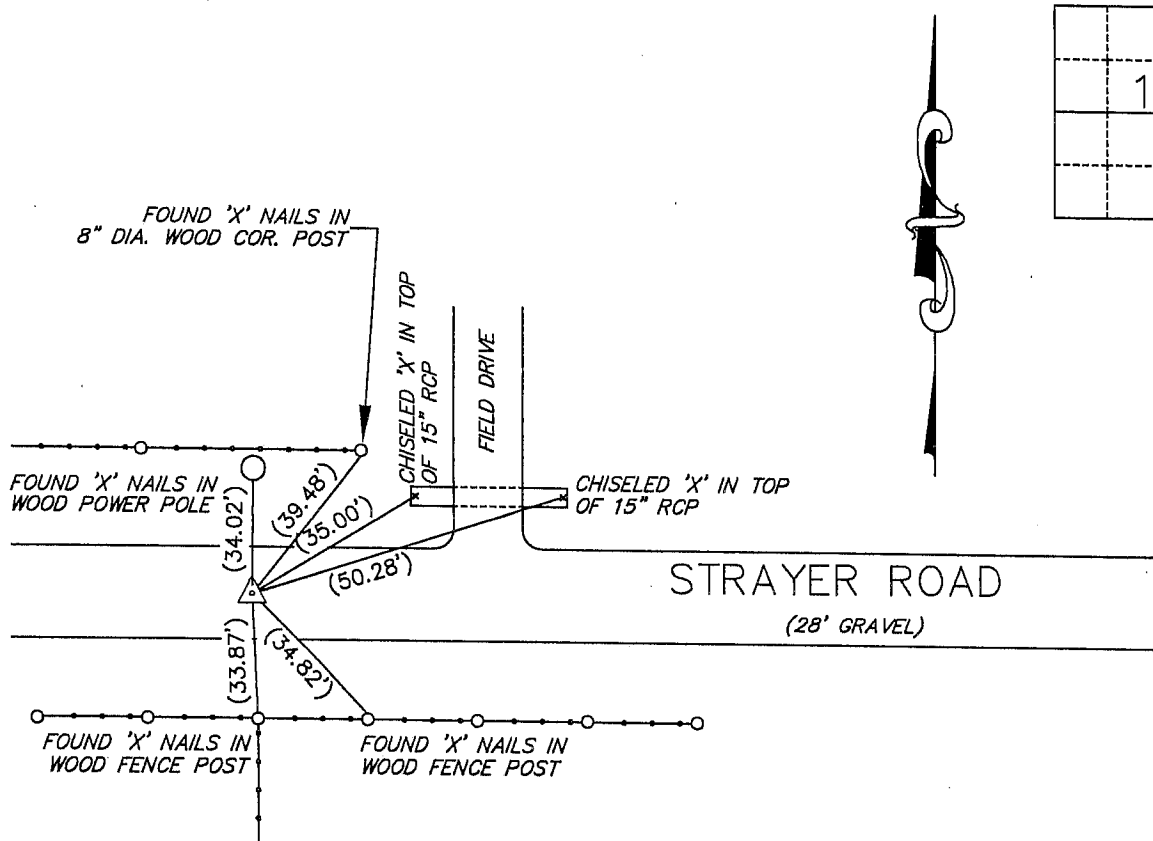 1
FOUND 'X' NAILS IN
8" DIA. WOOD COR. POST
CHISELED 'X' IN TOP
OF 15" RCP
FIELD DRIVE
FOUND 'X' NAILS IN
WOOD POWER POLE
(34.02')
(39.48')
(35.00')
(50.28')
CHISELED 'X' IN TOP
OF 15" RCP
STRAYER ROAD
(28' GRAVEL)
(33.87')
(34.82')
FOUND 'X' NAILS IN
WOOD FENCE POST
FOUND 'X' NAILS IN
WOOD FENCE POST